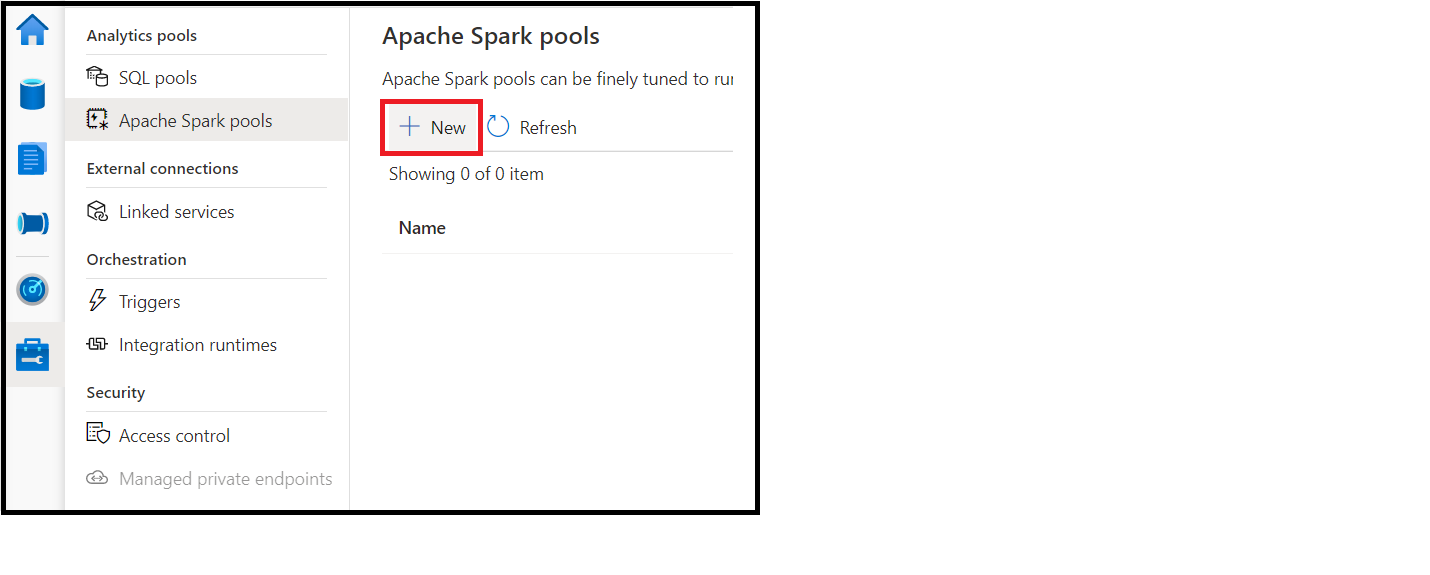 Analytics pools
SQL pools
Apache Spark pools
External connections
Linked services
Orchestration
Triggers
Integration runtimes
Security
Access control
Managed private endpoints
Apache Spark pools
Apache Spark pools can be finely tuned to
New Refresh
Showing 0 of 0 item
Name